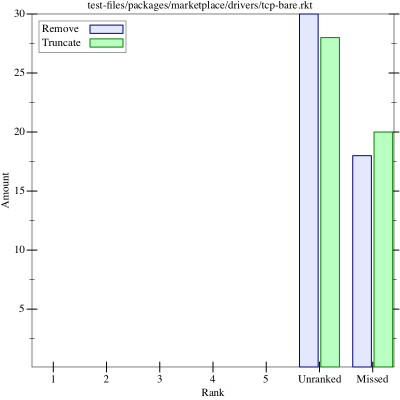 test-files/packages/marketplace/drivers/tcp-bare.rkt
Remove
Truncate
30
25
20
15
10
5
Amount
1 2 3 4 5 Unranked Missed
Rank